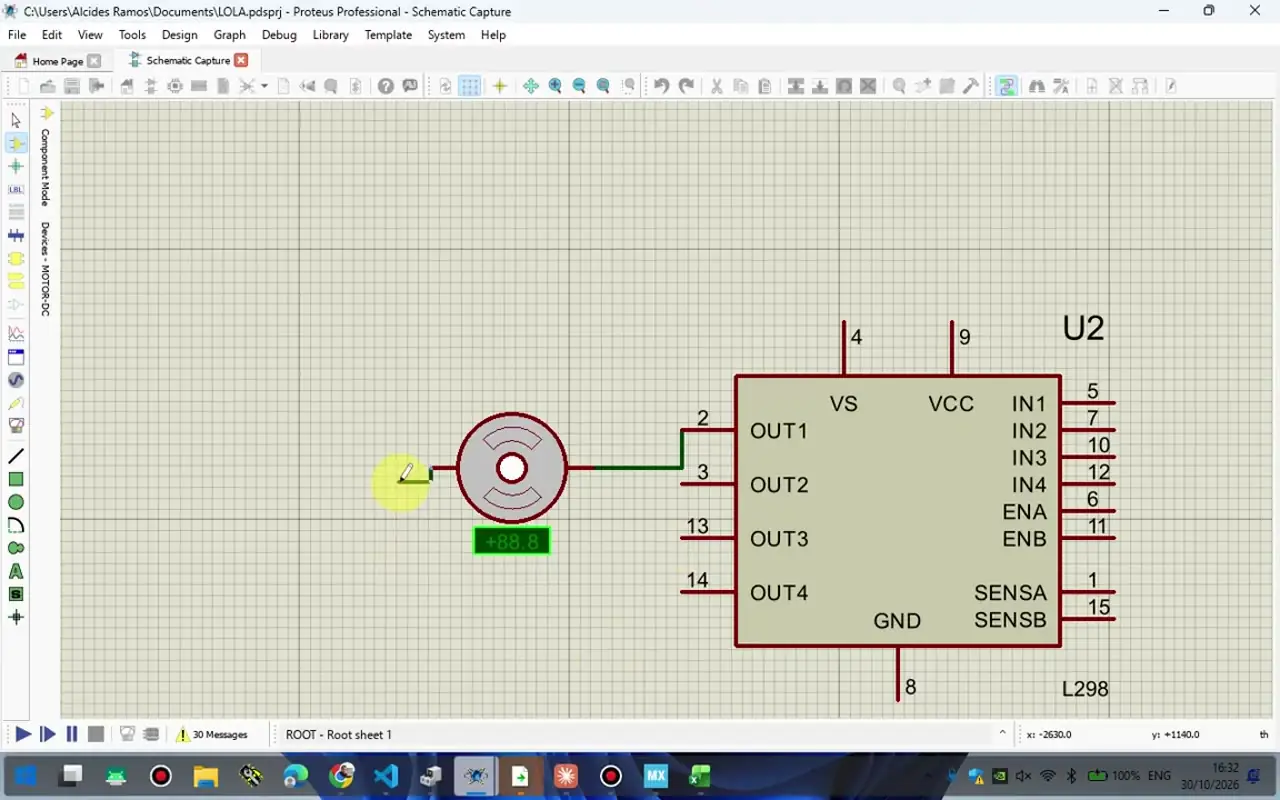 C:\Users\Alcides Ramos\Documents\LOLA.pdsprj - Proteus Professional - Schematic Capture
File Edit View Tools Design Graph Debug Library Template System Help
Home Page Schematic Capture
LBL
Component Mode
Devices - MOTOR-DC
A
S
U2
4 9
VS VCC
2 OUT1
3 OUT2
13 OUT3
14 OUT4
IN1 5
IN2 7
IN3 10
IN4 12
ENA 6
ENB 11
SENSA 1
SENSB 15
GND
8
L298
+88.8
30 Messages ROOT - Root sheet 1 x: -2630.0 y: +1140.0 th
MX 100% ENG 16:32
30/10/2026